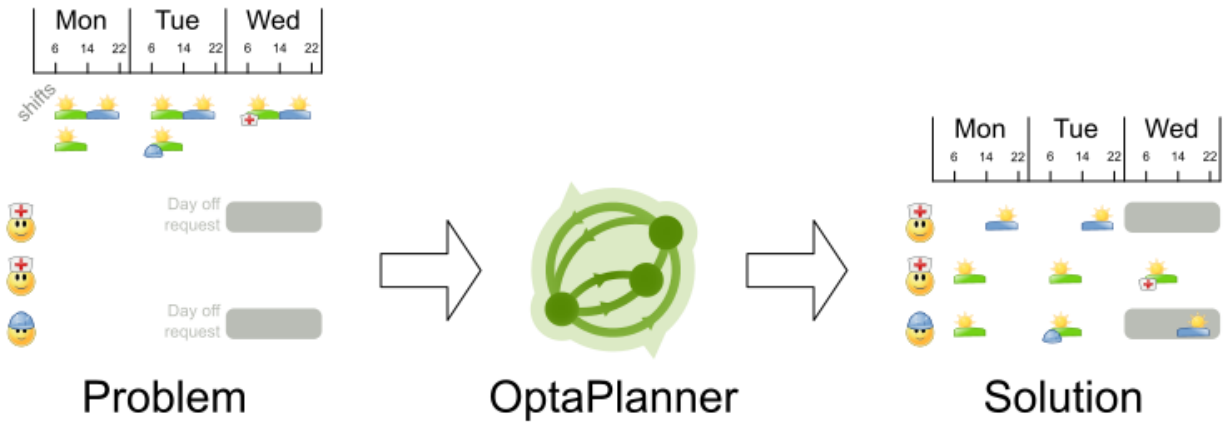 Mon Tue Wed
6 14 22 6 14 22 6 14 22
shifts
Day off
request
Day off
request
Problem
OptaPlanner
Mon Tue Wed
6 14 22 6 14 22 6 14 22
Solution